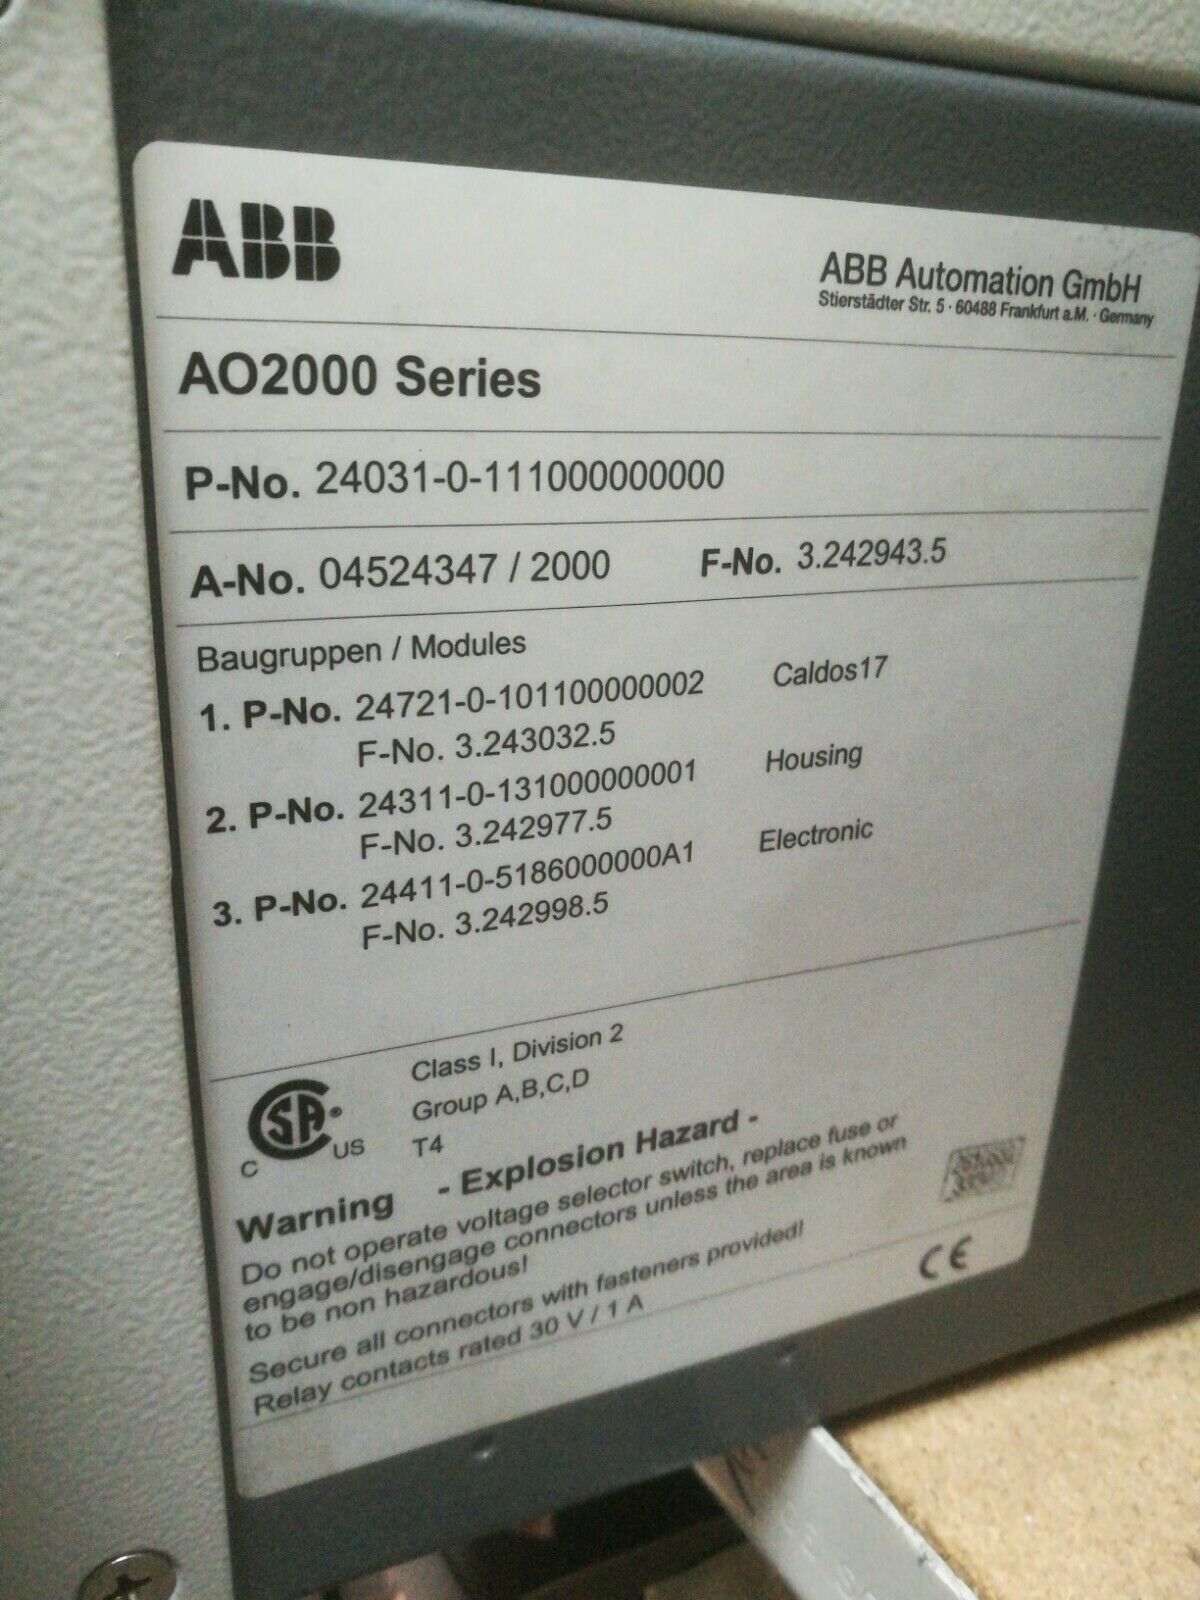 ABB
ABB Automation GmbH
Stierstädter Str. 5 · 60488 Frankfurt a.M. · Germany
AO2000 Series
P-No. 24031-0-111000000000
A-No. 04524347 / 2000 F-No. 3.242943.5
Baugruppen / Modules
1. P-No. 24721-0-101100000002 Caldos17
F-No. 3.243032.5
2. P-No. 24311-0-131000000001 Housing
F-No. 3.242977.5
3. P-No. 24411-0-5186000000A1 Electronic
F-No. 3.242998.5
C SA® US
Class I, Division 2
Group A,B,C,D
T4
Warning - Explosion Hazard -
Do not operate voltage selector switch, replace fuse or
engage/disengage connectors unless the area is known
to be non hazardous!
Secure all connectors with fasteners provided!
Relay contacts rated 30 V / 1 A
CE